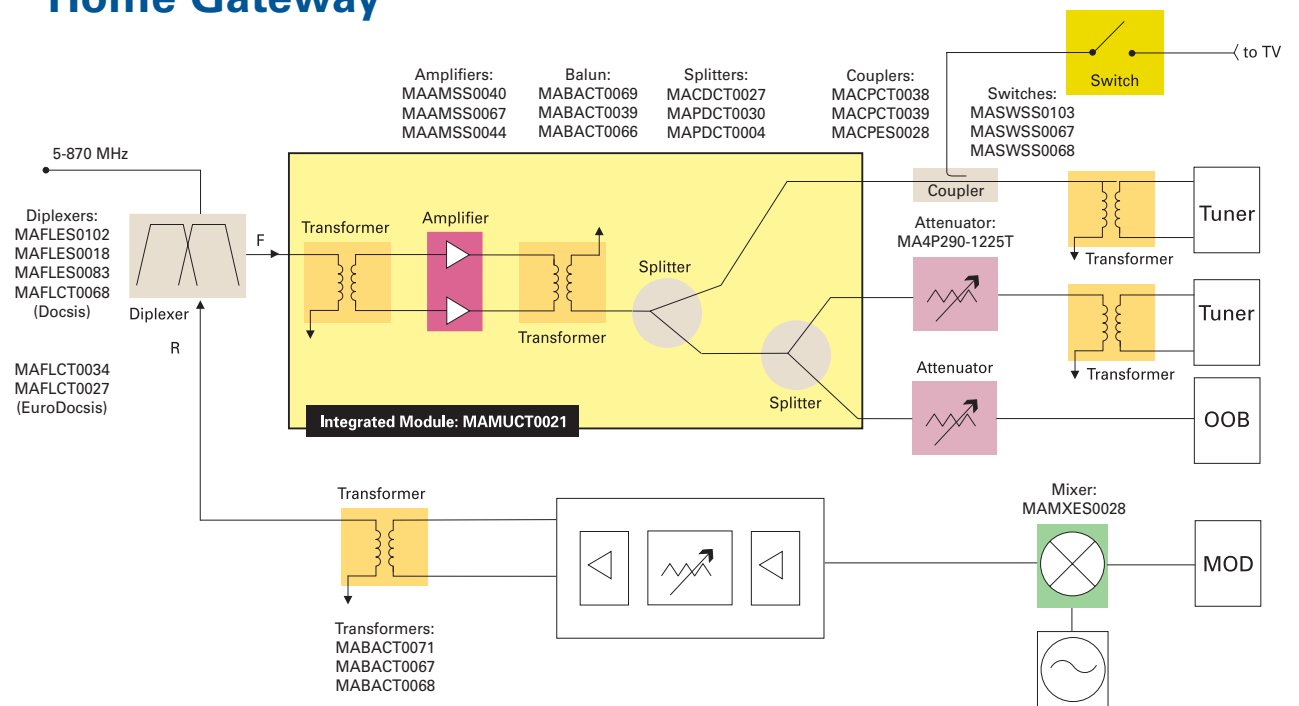 Home Gateway
to TV
Switch
Amplifiers:
MAAMSS0040
MAAMSS0067
MAAMSS0044
Balun:
MABACT0069
MABACT0039
MABACT0066
Splitters:
MACDCT0027
MAPDCT0030
MAPDCT0004
Couplers:
MACPCT0038
MACPCT0039
MACPES0028
Switches:
MASWSS0103
MASWSS0067
MASWSS0068
5-870 MHz
Diplexers:
MAFLES0102
MAFLES0018
MAFLES0083
MAFLCT0068
(Docsis)
Diplexer
F
R
MAFLCT0034
MAFLCT0027
(EuroDocsis)
Transformer
Amplifier
Transformer
Splitter
Splitter
Integrated Module: MAMUCT0021
Coupler
Attenuator:
MA4P290-1225T
Attenuator
Transformer
Tuner
Transformer
Tuner
OOB
Transformer
Transformers:
MABACT0071
MABACT0067
MABACT0068
Mixer:
MAMXES0028
MOD